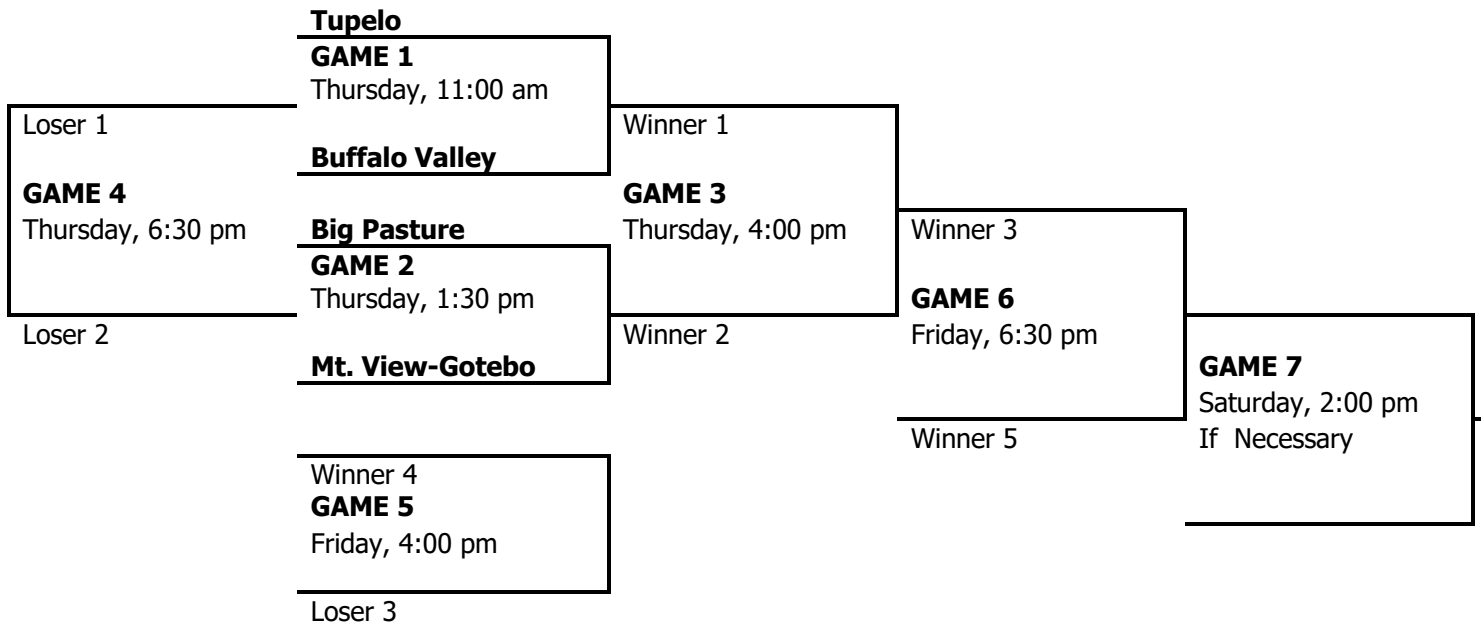 Tupelo
GAME 1
Thursday, 11:00 am
Loser 1
Winner 1
Buffalo Valley
GAME 4
GAME 3
Thursday, 6:30 pm
Big Pasture
Thursday, 4:00 pm
Winner 3
GAME 2
Thursday, 1:30 pm
GAME 6
Loser 2
Winner 2
Friday, 6:30 pm
Mt. View-Gotebo
GAME 7
Saturday, 2:00 pm
Winner 5
If Necessary
Winner 4
GAME 5
Friday, 4:00 pm
Loser 3